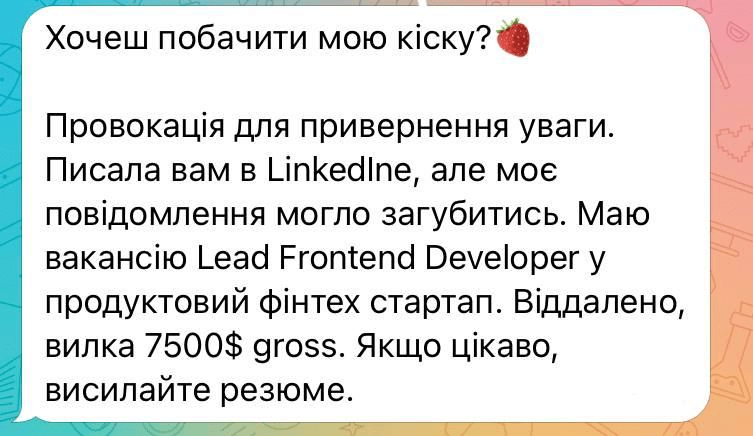 Хочеш побачити мою кіску?🍓
Провокація для привернення уваги.
Писала вам в LinkedIne, але моє
повідомлення могло загубитись. Маю
вакансію Lead Frontend Developer у
продуктовий фінтех стартап. Віддалено,
вилка 7500$ gross. Якщо цікаво,
висилайте резюме.